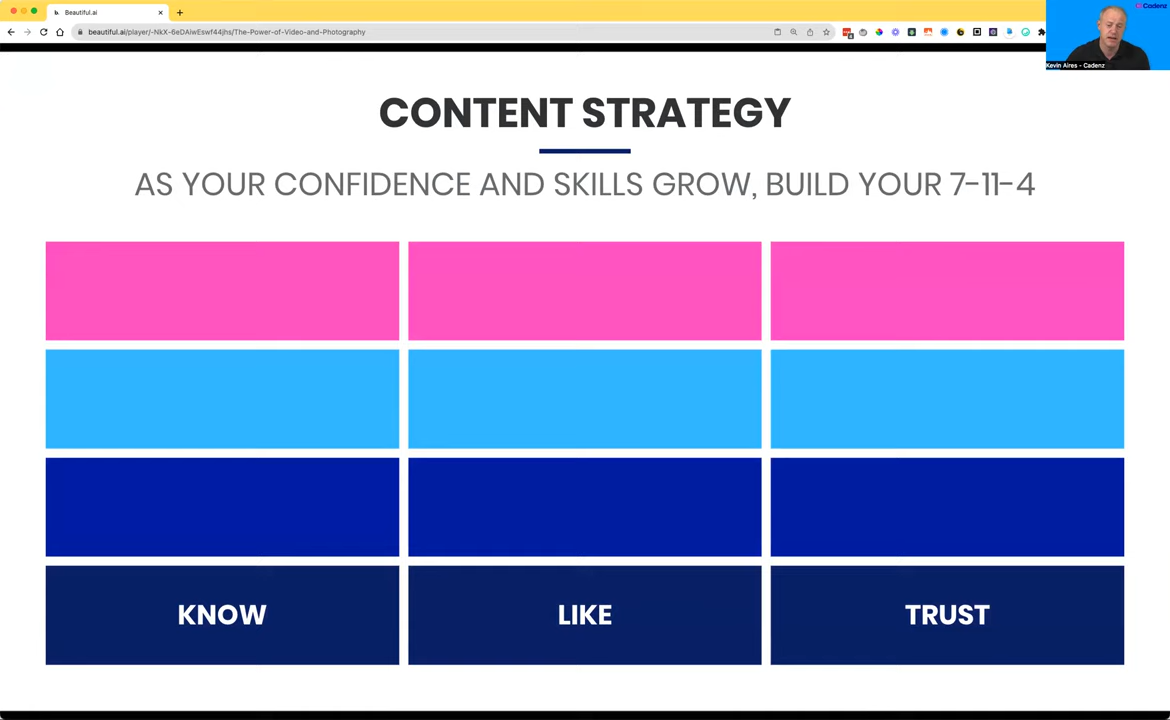 Beautiful.ai
beautiful.ai/player/-NkX-6eDAiwEswf44jhs/The-Power-of-Video-and-Photography
Cadenz
Kevin Aires - Cadenz
CONTENT STRATEGY
AS YOUR CONFIDENCE AND SKILLS GROW, BUILD YOUR 7-11-4
KNOW
LIKE
TRUST